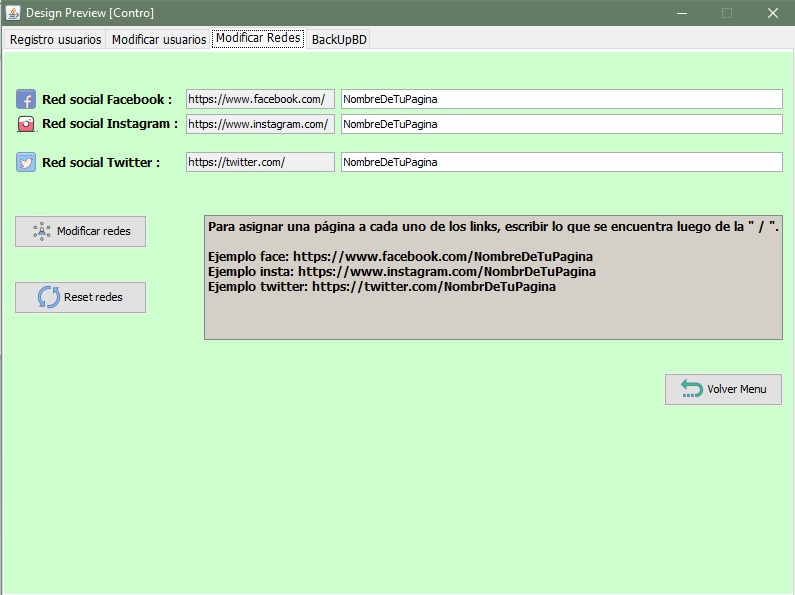 Design Preview [Contro]
Registro usuarios Modificar usuarios Modificar Redes BackUpBD
Red social Facebook : https://www.facebook.com/ NombreDeTuPagina
Red social Instagram : https://www.instagram.com/ NombreDeTuPagina
Red social Twitter : https://twitter.com/ NombreDeTuPagina
Modificar redes
Reset redes
Para asignar una página a cada uno de los links, escribir lo que se encuentra luego de la " / ".
Ejemplo face: https://www.facebook.com/NombreDeTuPagina
Ejemplo insta: https://www.instagram.com/NombrDeTuPagina
Ejemplo twitter: https://twitter.com/NombrDeTuPagina
Volver Menu